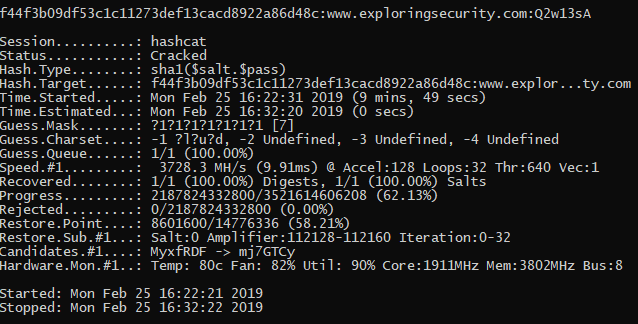 f44f3b09df53c1c11273def13cacd8922a86d48c:www.exploringsecurity.com:Q2w13sA
Session..........: hashcat
Status...........: Cracked
Hash.Type........: sha1($salt.$pass)
Hash.Target......: f44f3b09df53c1c11273def13cacd8922a86d48c:www.explor...ty.com
Time.Started.....: Mon Feb 25 16:22:31 2019 (9 mins, 49 secs)
Time.Estimated...: Mon Feb 25 16:32:20 2019 (0 secs)
Guess.Mask.......: ?1?1?1?1?1?1?1 [7]
Guess.Charset....: -1 ?l?u?d, -2 Undefined, -3 Undefined, -4 Undefined
Guess.Queue......: 1/1 (100.00%)
Speed.#1.........:  3728.3 MH/s (9.91ms) @ Accel:128 Loops:32 Thr:640 Vec:1
Recovered........: 1/1 (100.00%) Digests, 1/1 (100.00%) Salts
Progress.........: 2187824332800/3521614606208 (62.13%)
Rejected.........: 0/2187824332800 (0.00%)
Restore.Point....: 8601600/14776336 (58.21%)
Restore.Sub.#1...: Salt:0 Amplifier:112128-112160 Iteration:0-32
Candidates.#1....: MyxfRDF -> mj7GTCy
Hardware.Mon.#1..: Temp: 80c Fan: 82% Util: 90% Core:1911MHz Mem:3802MHz Bus:8
Started: Mon Feb 25 16:22:21 2019
Stopped: Mon Feb 25 16:32:22 2019